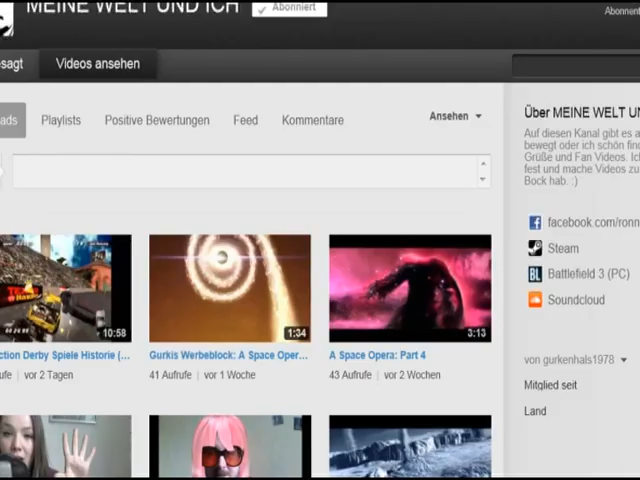 MEINE WELT UND ICH
Abonniert
Abonnent
sagt
Videos ansehen
ads
Playlists
Positive Bewertungen
Feed
Kommentare
Ansehen
Über MEINE WELT UN
Auf diesen Kanal gibt es a
bewegt oder ich schön find
Grüße und Fan Videos. Ich
fest und mache Videos zu
Bock hab. :)
facebook.com/ronn
Steam
BL Battlefield 3 (PC)
Soundcloud
10:58
1:34
3:13
ction Derby Spiele Historie (...
Gurkis Werbeblock: A Space Oper...
A Space Opera: Part 4
ufe | vor 2 Tagen
41 Aufrufe | vor 1 Woche
43 Aufrufe | vor 2 Wochen
von gurkenhals1978
Mitglied seit
Land